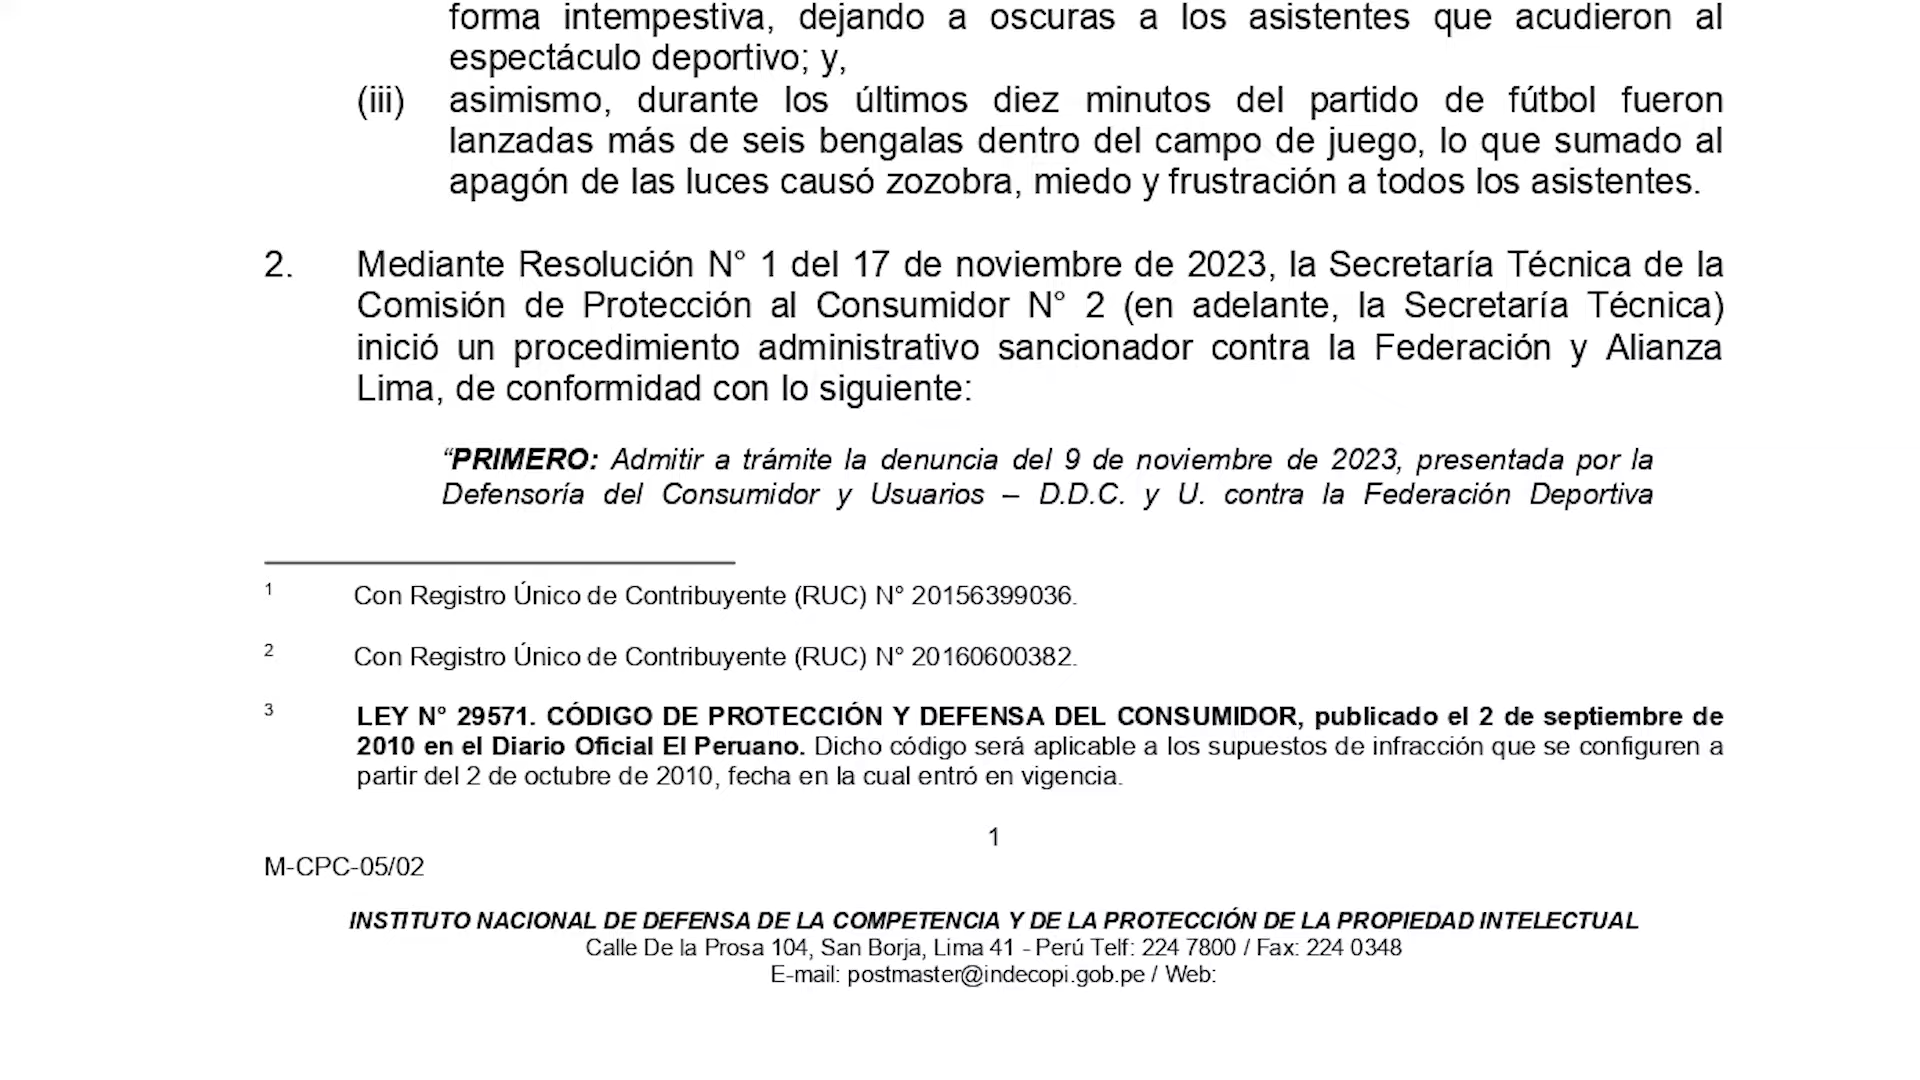 forma intempestiva, dejando a oscuras a los asistentes que acudieron al
espectáculo deportivo; y,
(iii) asimismo, durante los últimos diez minutos del partido de fútbol fueron
lanzadas más de seis bengalas dentro del campo de juego, lo que sumado al
apagón de las luces causó zozobra, miedo y frustración a todos los asistentes.
2. Mediante Resolución N° 1 del 17 de noviembre de 2023, la Secretaría Técnica de la
Comisión de Protección al Consumidor N° 2 (en adelante, la Secretaría Técnica)
inició un procedimiento administrativo sancionador contra la Federación y Alianza
Lima, de conformidad con lo siguiente:
“PRIMERO: Admitir a trámite la denuncia del 9 de noviembre de 2023, presentada por la
Defensoría del Consumidor y Usuarios – D.D.C. y U. contra la Federación Deportiva
1 Con Registro Único de Contribuyente (RUC) N° 20156399036.
2 Con Registro Único de Contribuyente (RUC) N° 20160600382.
3 LEY N° 29571. CÓDIGO DE PROTECCIÓN Y DEFENSA DEL CONSUMIDOR, publicado el 2 de septiembre de
2010 en el Diario Oficial El Peruano. Dicho código será aplicable a los supuestos de infracción que se configuren a
partir del 2 de octubre de 2010, fecha en la cual entró en vigencia.
1
M-CPC-05/02
INSTITUTO NACIONAL DE DEFENSA DE LA COMPETENCIA Y DE LA PROTECCIÓN DE LA PROPIEDAD INTELECTUAL
Calle De la Prosa 104, San Borja, Lima 41 - Perú Telf: 224 7800 / Fax: 224 0348
E-mail: postmaster@indecopi.gob.pe / Web: